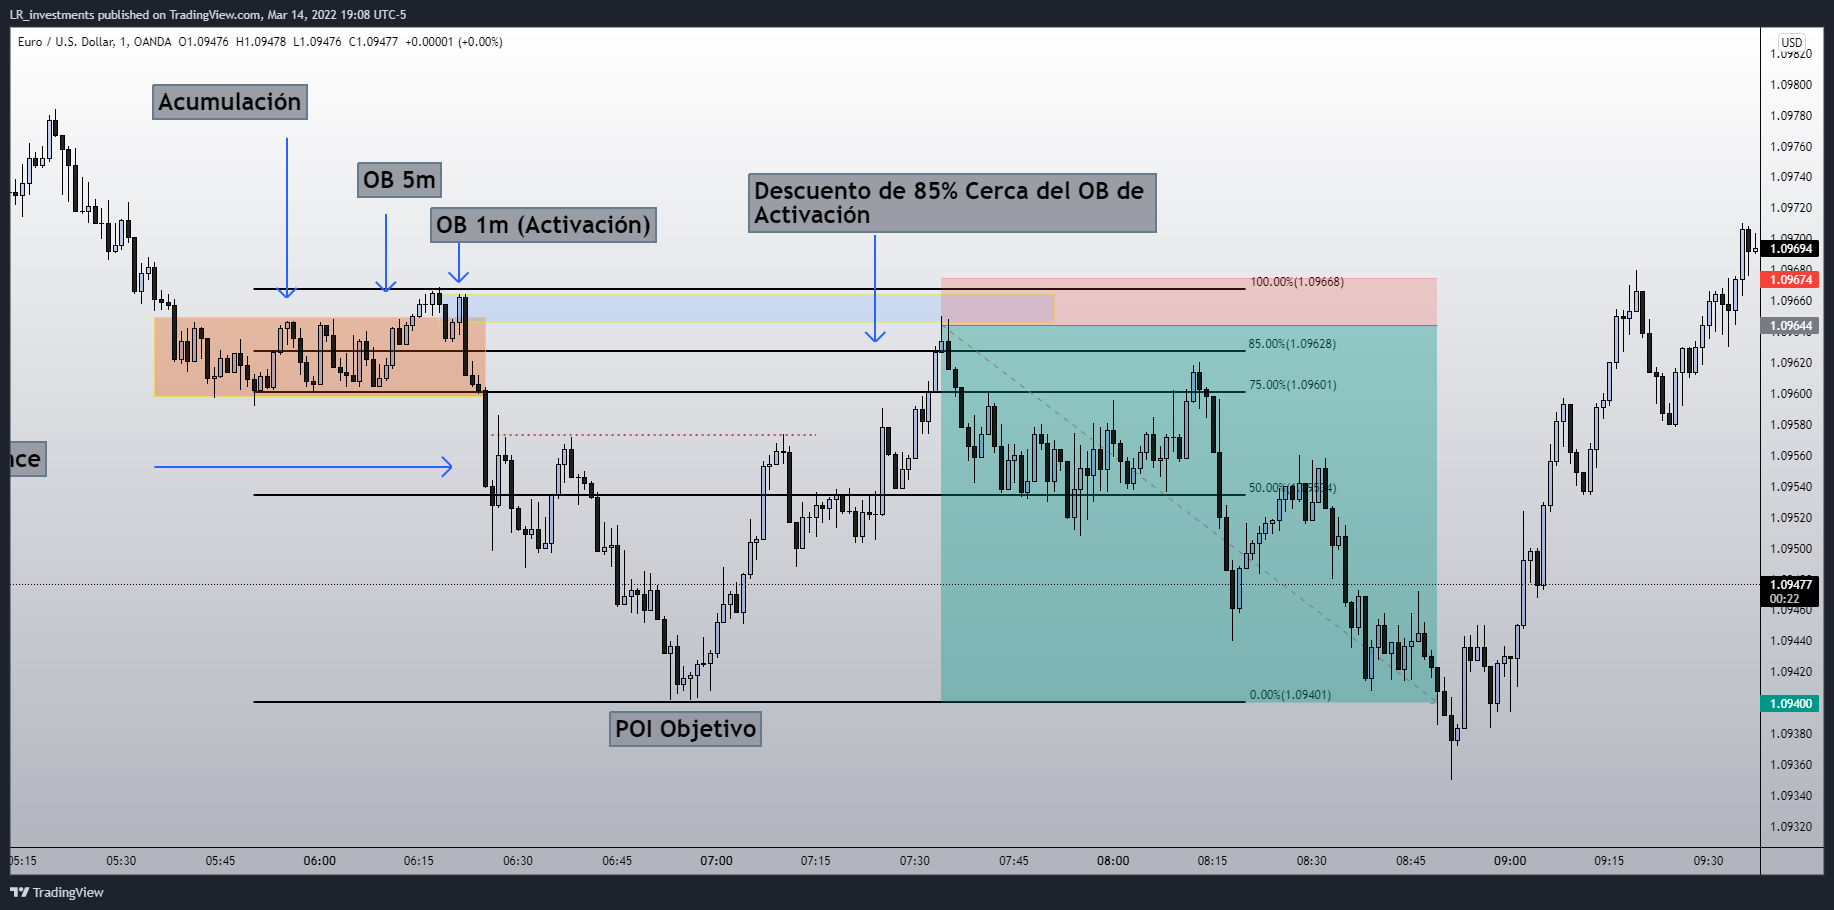 LR_investments published on TradingView.com, Mar 14, 2022 19:08 UTC-5
Euro / U.S. Dollar, 1, OANDA O1.09476 H1.09478 L1.09476 C1.09477 +0.00001 (+0.00%)
USD
1.09820
Acumulación
1.09800
1.09780
1.09760
OB 5m
Descuento de 85% Cerca del OB de
Activación
1.09740
OB 1m (Activación)
1.09720
1.09700
1.09694
1.09680
100.00%(1.09668)
1.09674
1.09660
1.09644
85.00%(1.09628)
1.09620
75.00%(1.09601)
1.09600
1.09580
nce
1.09560
50.00%(1.09534)
1.09540
1.09520
1.09500
1.09477
00:22
1.09460
1.09440
1.09420
0.00%(1.09401)
1.09400
POI Objetivo
1.09380
1.09360
1.09340
1.09320
05:15 05:30 05:45 06:00 06:15 06:30 06:45 07:00 07:15 07:30 07:45 08:00 08:15 08:30 08:45 09:00 09:15 09:30
TradingView